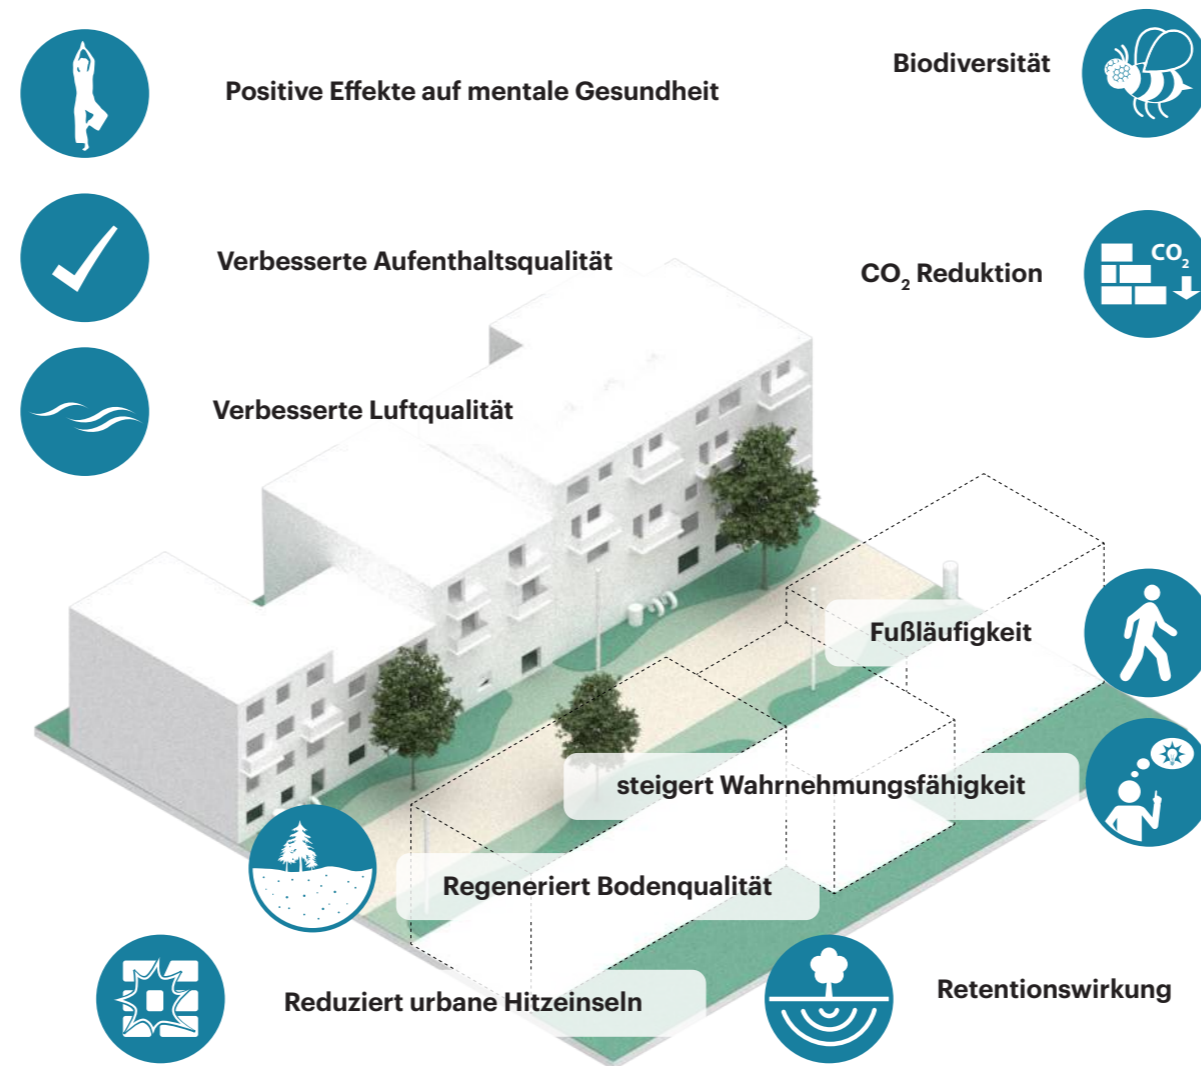 Positive Effekte auf mentale Gesundheit
Biodiversität
Verbesserte Aufenthaltsqualität
CO₂ Reduktion
CO₂
Verbesserte Luftqualität
Fußläufigkeit
steigert Wahrnehmungsfähigkeit
Regeneriert Bodenqualität
Reduziert urbane Hitzeinseln
Retentionswirkung